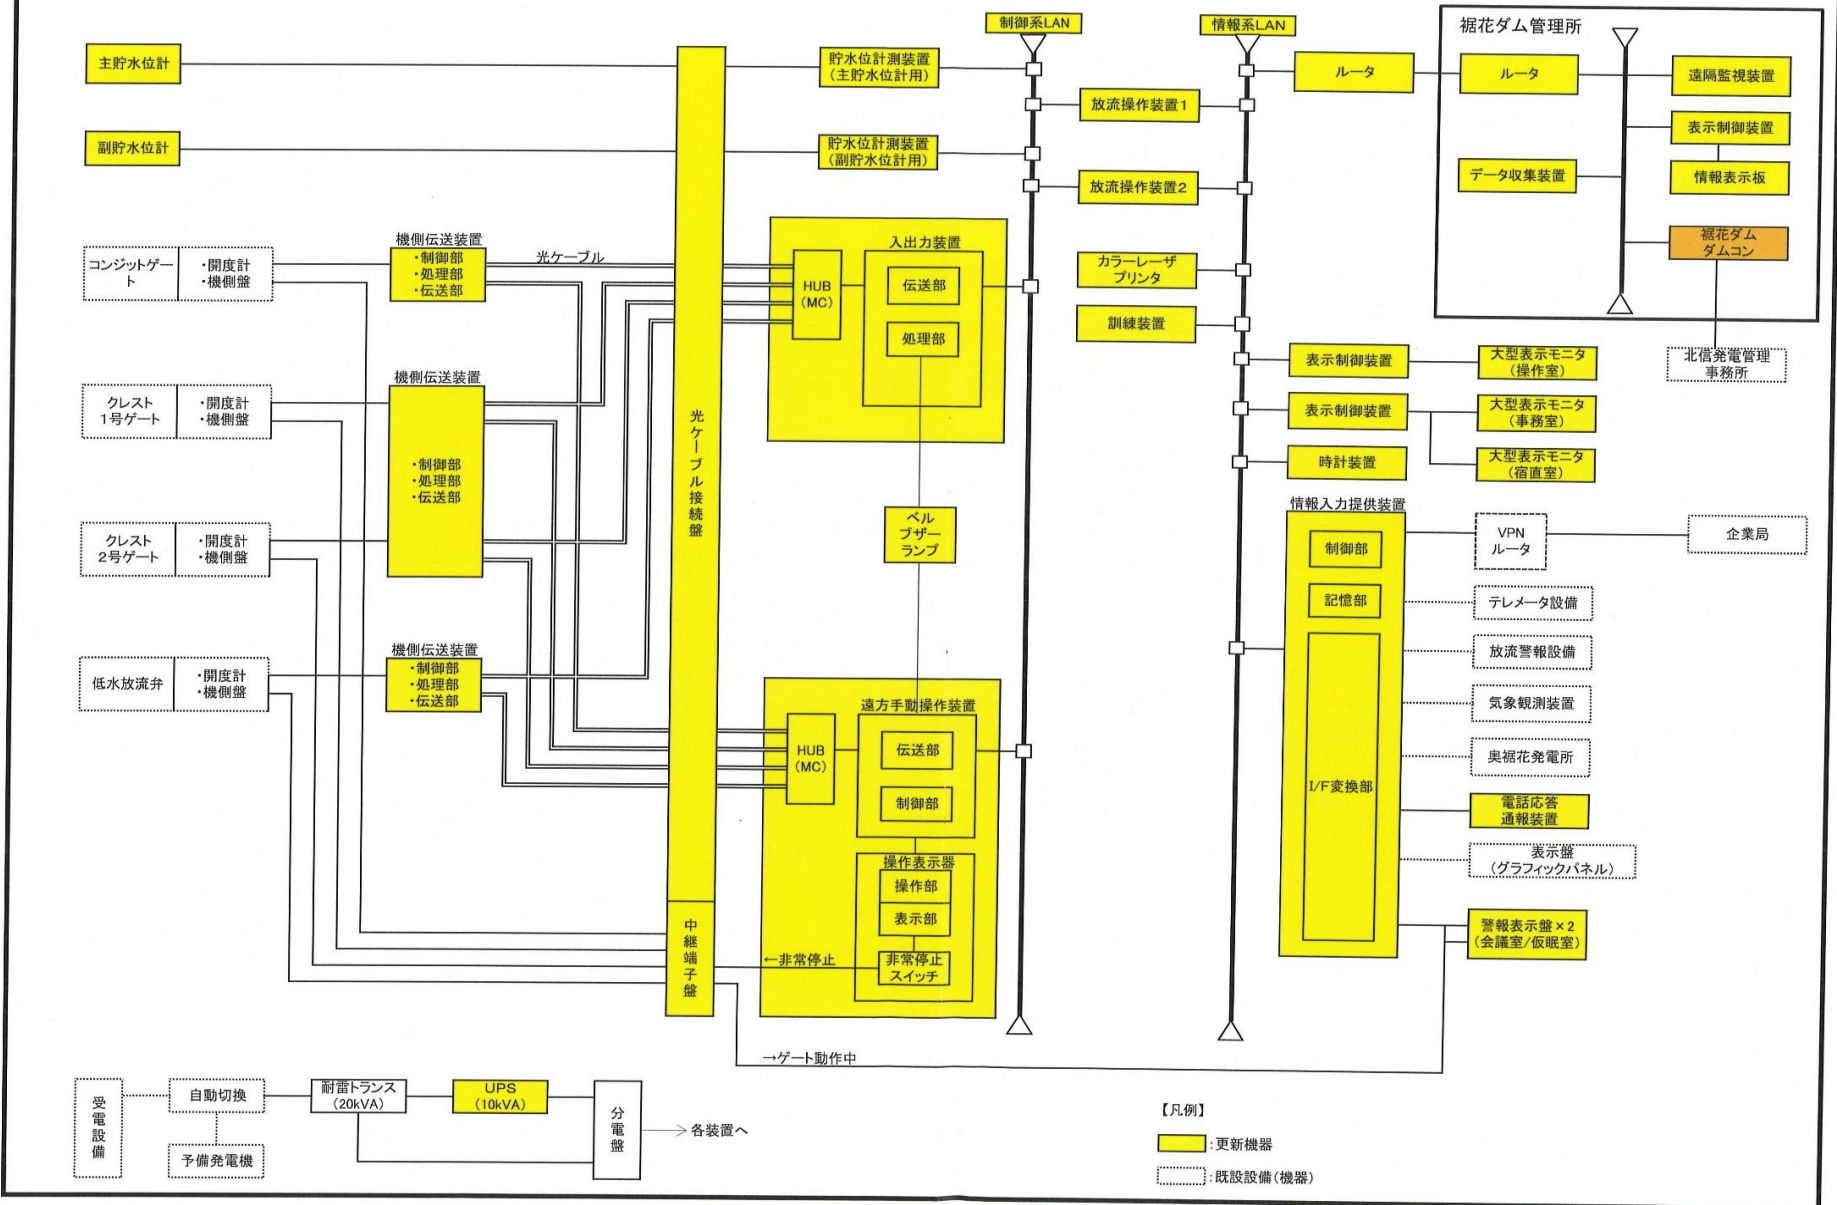 制御系LAN
情報系LAN
裾花ダム管理所
主貯水位計
貯水位計測装置
(主貯水位計用)
ルータ
ルータ
遠隔監視装置
放流操作装置1
表示制御装置
副貯水位計
貯水位計測装置
(副貯水位計用)
データ収集装置
情報表示板
放流操作装置2
裾花ダム
ダムコン
機側伝送装置
・制御部
・処理部
・伝送部
光ケーブル
コンジットゲー
ト
・開度計
・機側盤
入出力装置
HUB
(MC)
伝送部
処理部
カラーレーザ
プリンタ
訓練装置
表示制御装置
大型表示モニタ
(操作室)
北信発電管理
事務所
機側伝送装置
・制御部
・処理部
・伝送部
クレスト
1号ゲート
・開度計
・機側盤
表示制御装置
大型表示モニタ
(事務室)
時計装置
大型表示モニタ
(宿直室)
光ケーブル接続盤
クレスト
2号ゲート
・開度計
・機側盤
ベル
ブザー
ランプ
情報入力提供装置
制御部
記憶部
I/F変換部
VPN
ルータ
企業局
テレメータ設備
放流警報設備
気象観測装置
奥裾花発電所
電話応答
通報装置
表示盤
(グラフィックパネル)
警報表示盤×2
(会議室/仮眠室)
機側伝送装置
・制御部
・処理部
・伝送部
低水放流弁
・開度計
・機側盤
遠方手動操作装置
HUB
(MC)
伝送部
制御部
操作表示器
操作部
表示部
非常停止
スイッチ
←非常停止
中継端子盤
→ゲート動作中
受電設備
自動切換
予備発電機
耐雷トランス
(20kVA)
UPS
(10kVA)
分電盤
各装置へ
【凡例】
:更新機器
:既設設備(機器)